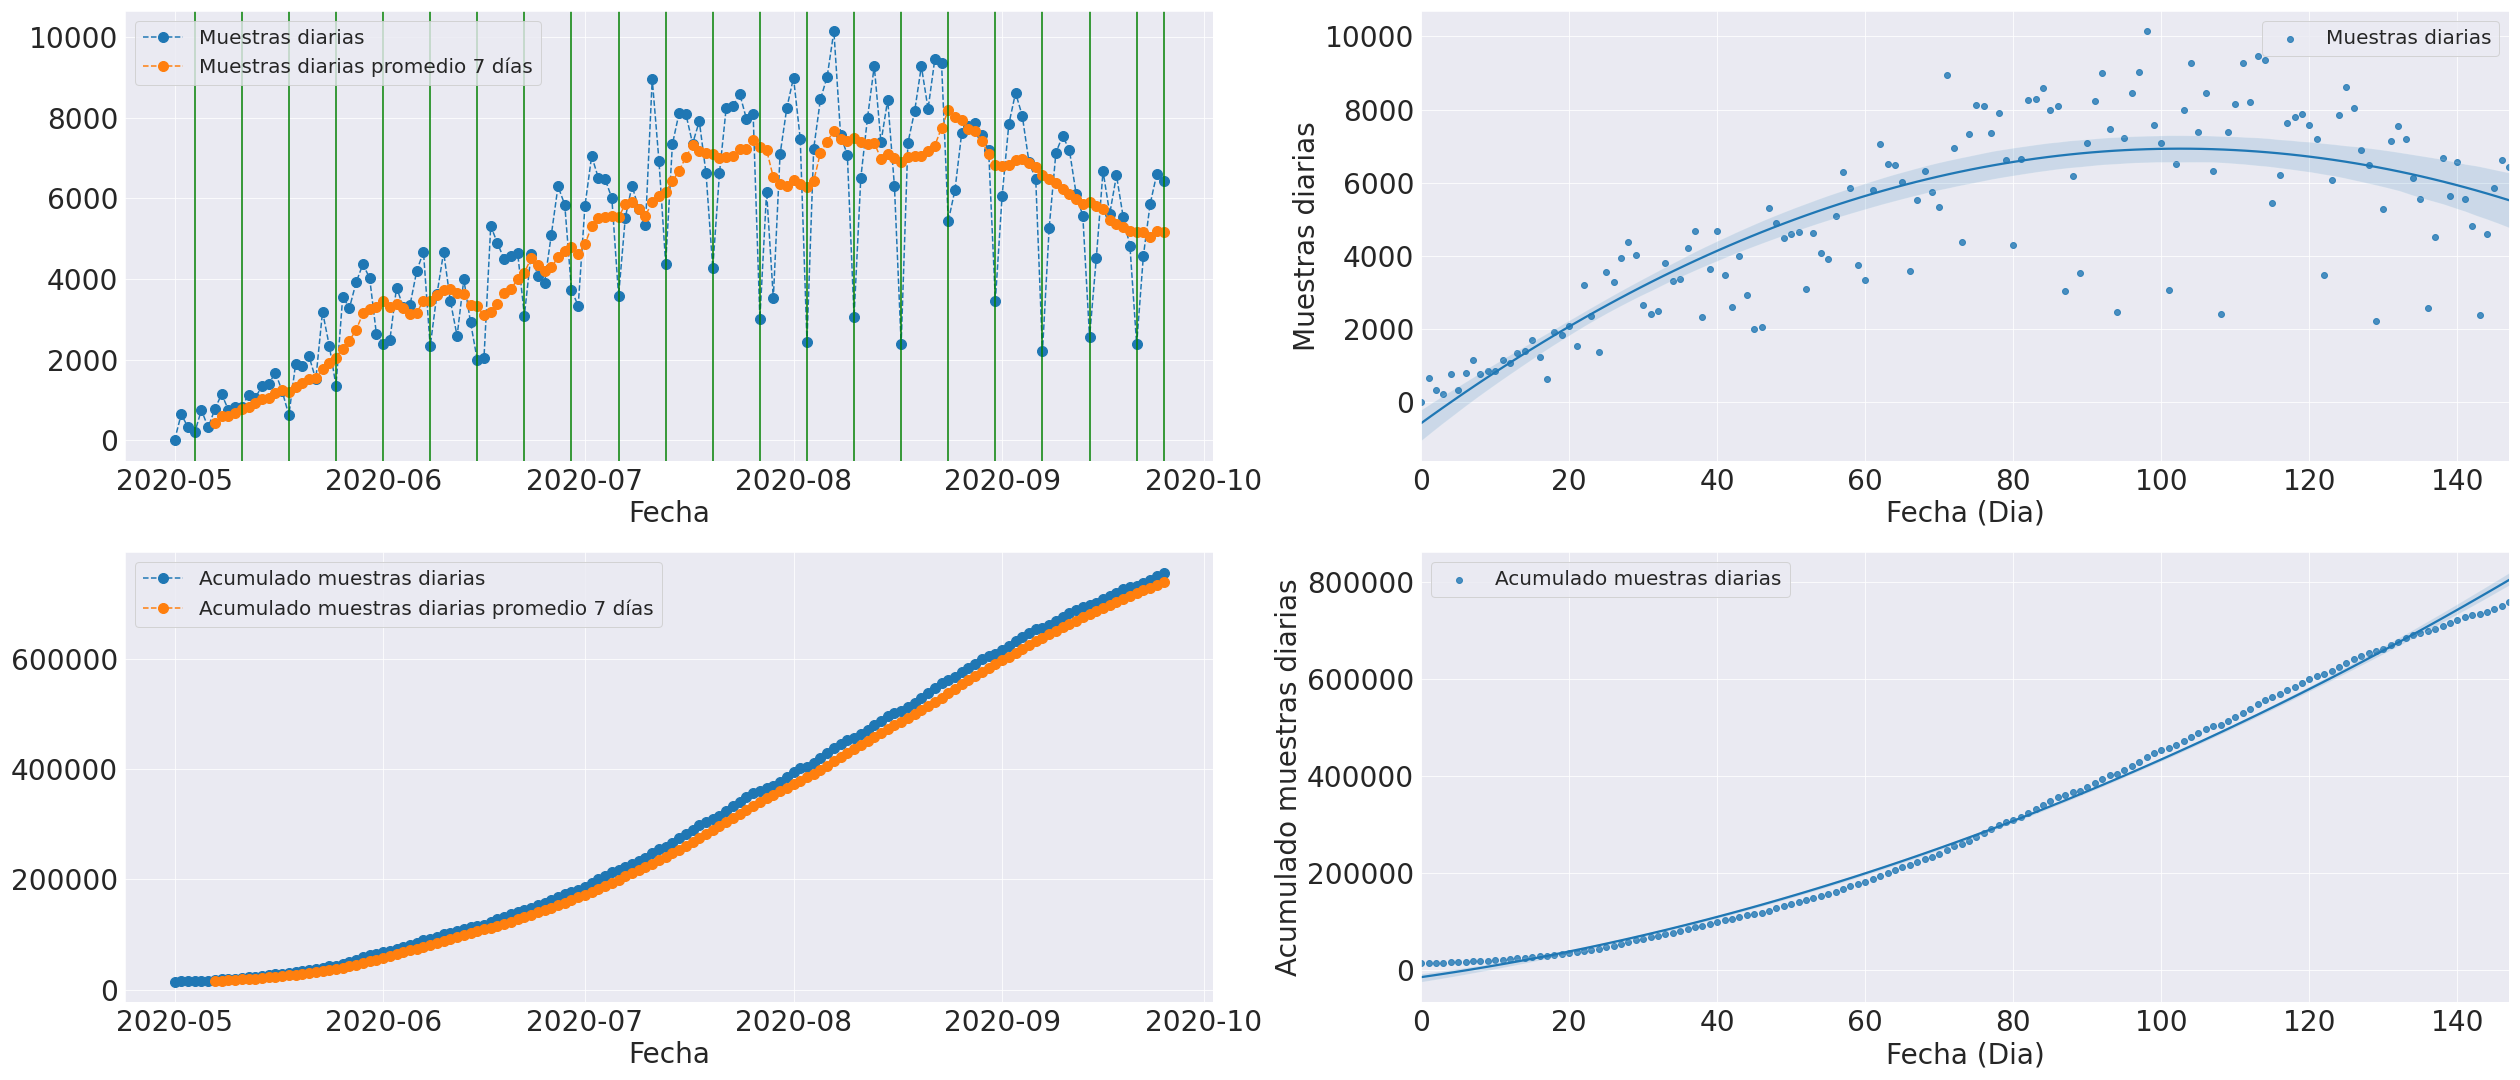 Muestras diarias
Muestras diarias promedio 7 días
10000
8000
6000
4000
2000
0
2020-05 2020-06 2020-07 2020-08 2020-09 2020-10
Fecha
Muestras diarias
Muestras diarias
10000
8000
6000
4000
2000
0
0 20 40 60 80 100 120 140
Fecha (Dia)
Acumulado muestras diarias
Acumulado muestras diarias promedio 7 días
600000
400000
200000
0
2020-05 2020-06 2020-07 2020-08 2020-09 2020-10
Fecha
Acumulado muestras diarias
Acumulado muestras diarias
800000
600000
400000
200000
0
0 20 40 60 80 100 120 140
Fecha (Dia)